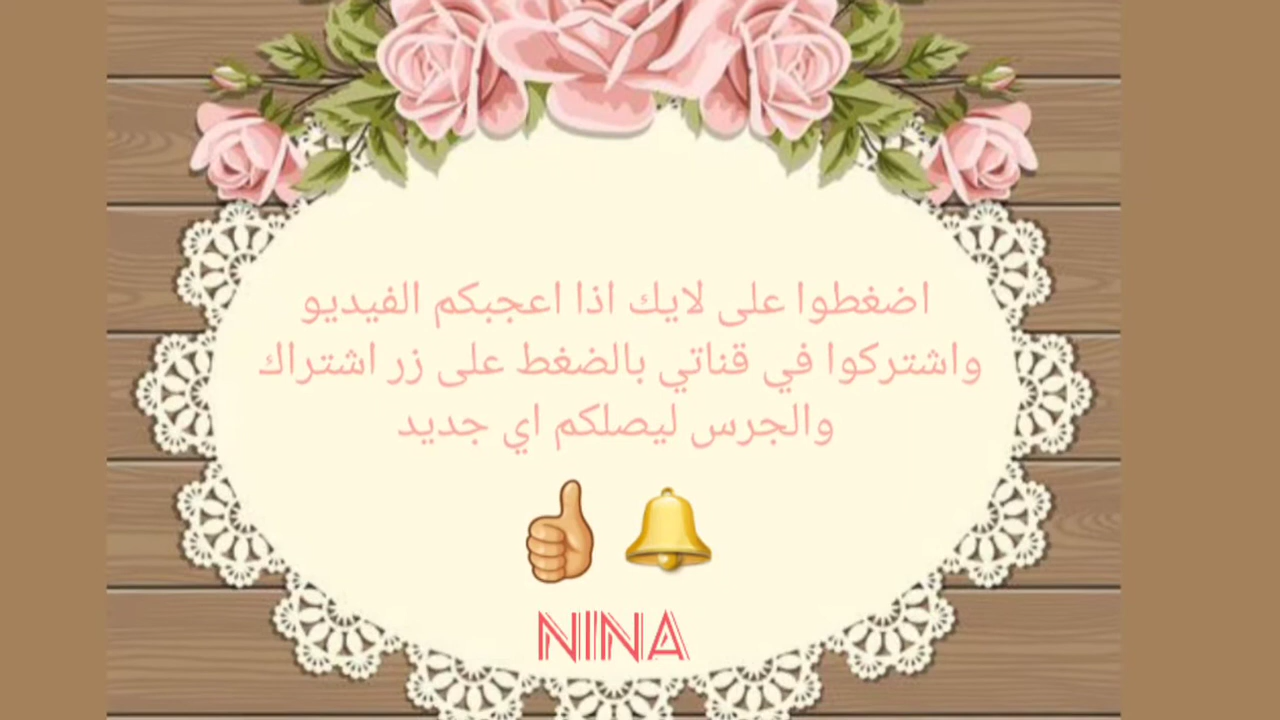 اضغطوا على لايك اذا اعجبكم الفيديو
واشتركوا في قناتي بالضغط على زر اشتراك
والجرس ليصلكم اي جديد
NINA